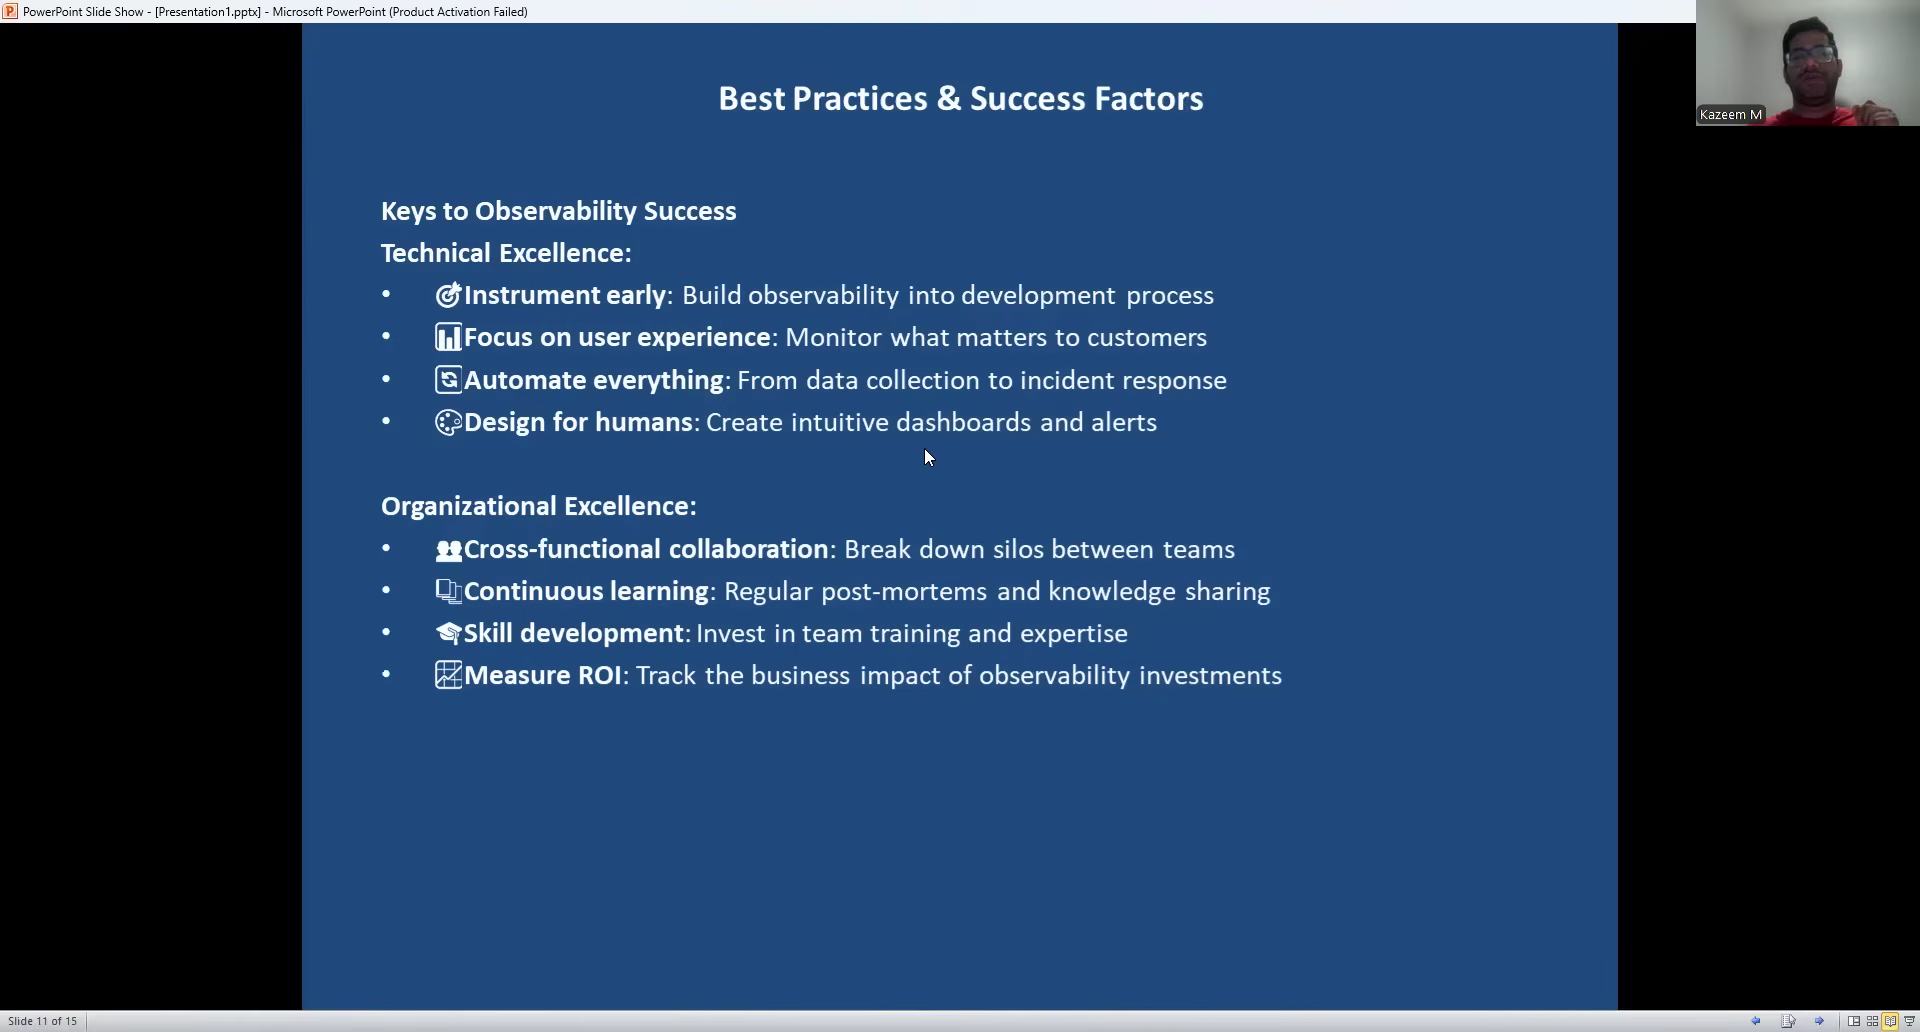 PowerPoint Slide Show - [Presentation1.pptx] - Microsoft PowerPoint (Product Activation Failed)
Kazeem M
Best Practices & Success Factors
Keys to Observability Success
Technical Excellence:
• Instrument early: Build observability into development process
• Focus on user experience: Monitor what matters to customers
• Automate everything: From data collection to incident response
• Design for humans: Create intuitive dashboards and alerts
Organizational Excellence:
• Cross-functional collaboration: Break down silos between teams
• Continuous learning: Regular post-mortems and knowledge sharing
• Skill development: Invest in team training and expertise
• Measure ROI: Track the business impact of observability investments
Slide 11 of 15